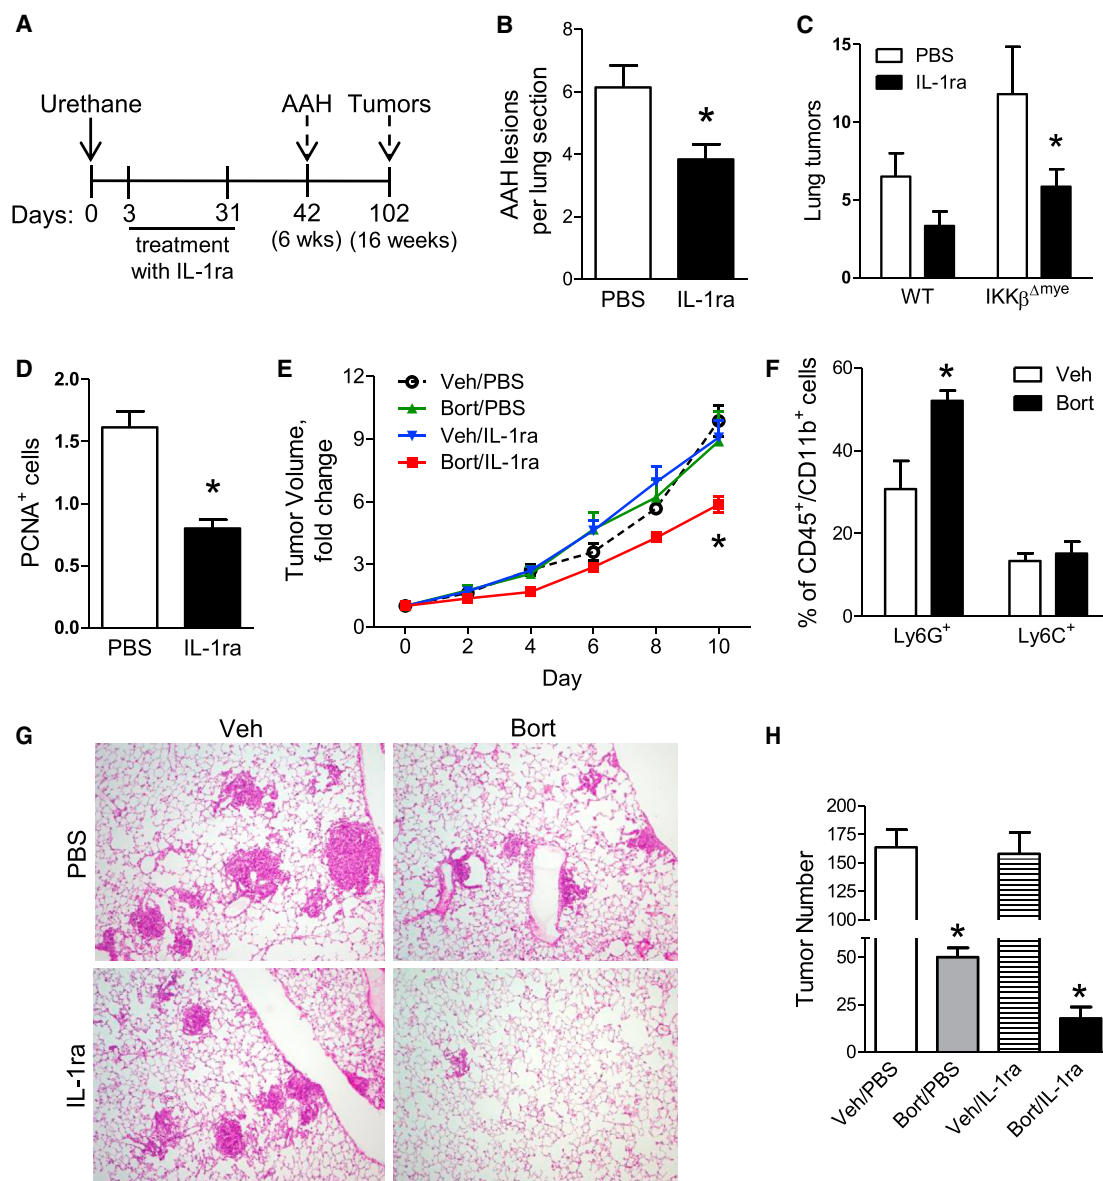 A
Urethane
AAH
Tumors
Days: 0 3 31 42 102
(6 wks) (16 weeks)
treatment
with IL-1ra
B
AAH lesions
per lung section
8
6
4
2
0
PBS IL-1ra
*
C
Lung tumors
15
10
5
0
PBS
IL-1ra
*
WT IKKβΔmye
D
PCNA+ cells
2.0
1.5
1.0
0.5
0.0
*
PBS IL-1ra
E
Tumor Volume,
fold change
12
9
6
3
0
Veh/PBS
Bort/PBS
Veh/IL-1ra
Bort/IL-1ra
*
0 2 4 6 8 10
Day
F
% of CD45+/CD11b+ cells
60
40
20
0
Veh
Bort
*
Ly6G+ Ly6C+
G
Veh Bort
PBS
IL-1ra
H
Tumor Number
200
175
150
125
100
50
25
0
*
*
Veh/PBS
Bort/PBS
Veh/IL-1ra
Bort/IL-1ra